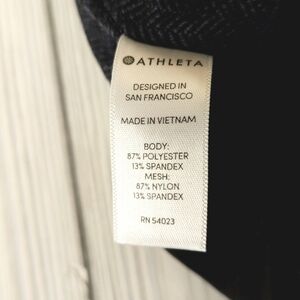 ATHLETA
DESIGNED IN
SAN FRANCISCO
MADE IN VIETNAM
BODY:
87% POLYESTER
13% SPANDEX
MESH:
87% NYLON
13% SPANDEX
RN 54023